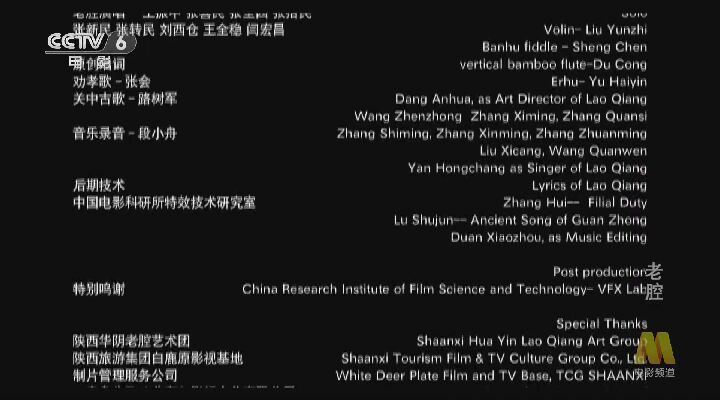 Solo
张新民 张转民 刘西仓 王全稳 闫宏昌
Volin- Liu Yunzhi
CCTV 6
电影
Banhu fiddle - Sheng Chen
原创唱词
vertical bamboo flute-Du Cong
劝孝歌 - 张会
Erhu- Yu Haiyin
关中古歌 - 路树军
Dang Anhua, as Art Director of Lao Qiang
Wang Zhenzhong Zhang Ximing, Zhang Quansi
音乐录音 - 段小舟
Zhang Shiming, Zhang Xinming, Zhang Zhuanming
Liu Xicang, Wang Quanwen
Yan Hongchang as Singer of Lao Qiang
后期技术
Lyrics of Lao Qiang
中国电影科研所特效技术研究室
Zhang Hui-- Filial Duty
Lu Shujun-- Ancient Song of Guan Zhong
Duan Xiaozhou, as Music Editing
Post production
老腔
特别鸣谢
China Research Institute of Film Science and Technology- VFX Lab
Special Thanks
陕西华阴老腔艺术团
Shaanxi Hua Yin Lao Qiang Art Group
陕西旅游集团白鹿原影视基地
Shaanxi Tourism Film & TV Culture Group Co., Ltd
制片管理服务公司
White Deer Plate Film and TV Base, TCG SHAANXI
电影频道